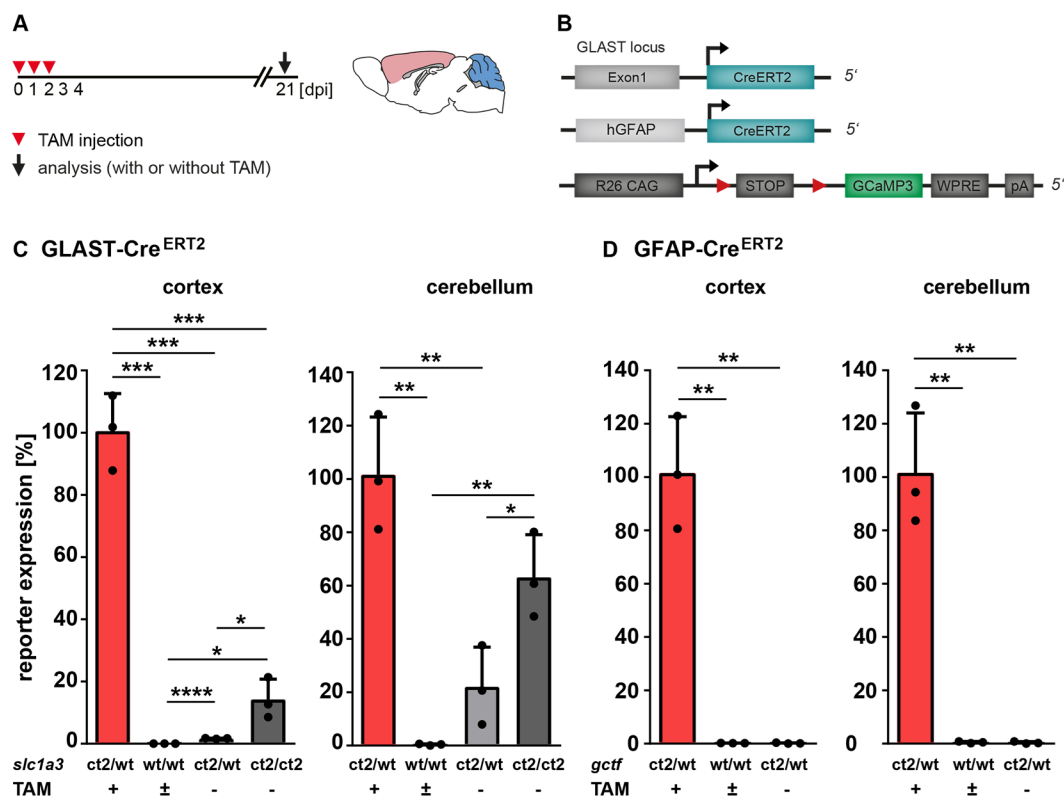 A
0 1 2 3 4 21 [dpi]
TAM injection
analysis (with or without TAM)
B
GLAST locus
Exon1 CreERT2 5‘
hGFAP CreERT2 5‘
R26 CAG STOP GCaMP3 WPRE pA 5‘
C GLAST-CreERT2
cortex
cerebellum
reporter expression [%]
120
100
80
60
40
20
0
***
***
***
****
*
*
140
120
100
80
60
40
20
0
**
**
**
*
slc1a3 ct2/wt wt/wt ct2/wt ct2/ct2
ct2/wt wt/wt ct2/wt ct2/ct2
TAM + ± - -
+ ± - -
D GFAP-CreERT2
cortex
cerebellum
140
120
100
80
60
40
20
0
**
**
140
120
100
80
60
40
20
0
**
**
gctf ct2/wt wt/wt ct2/wt
ct2/wt wt/wt ct2/wt
TAM + ± -
+ ± -